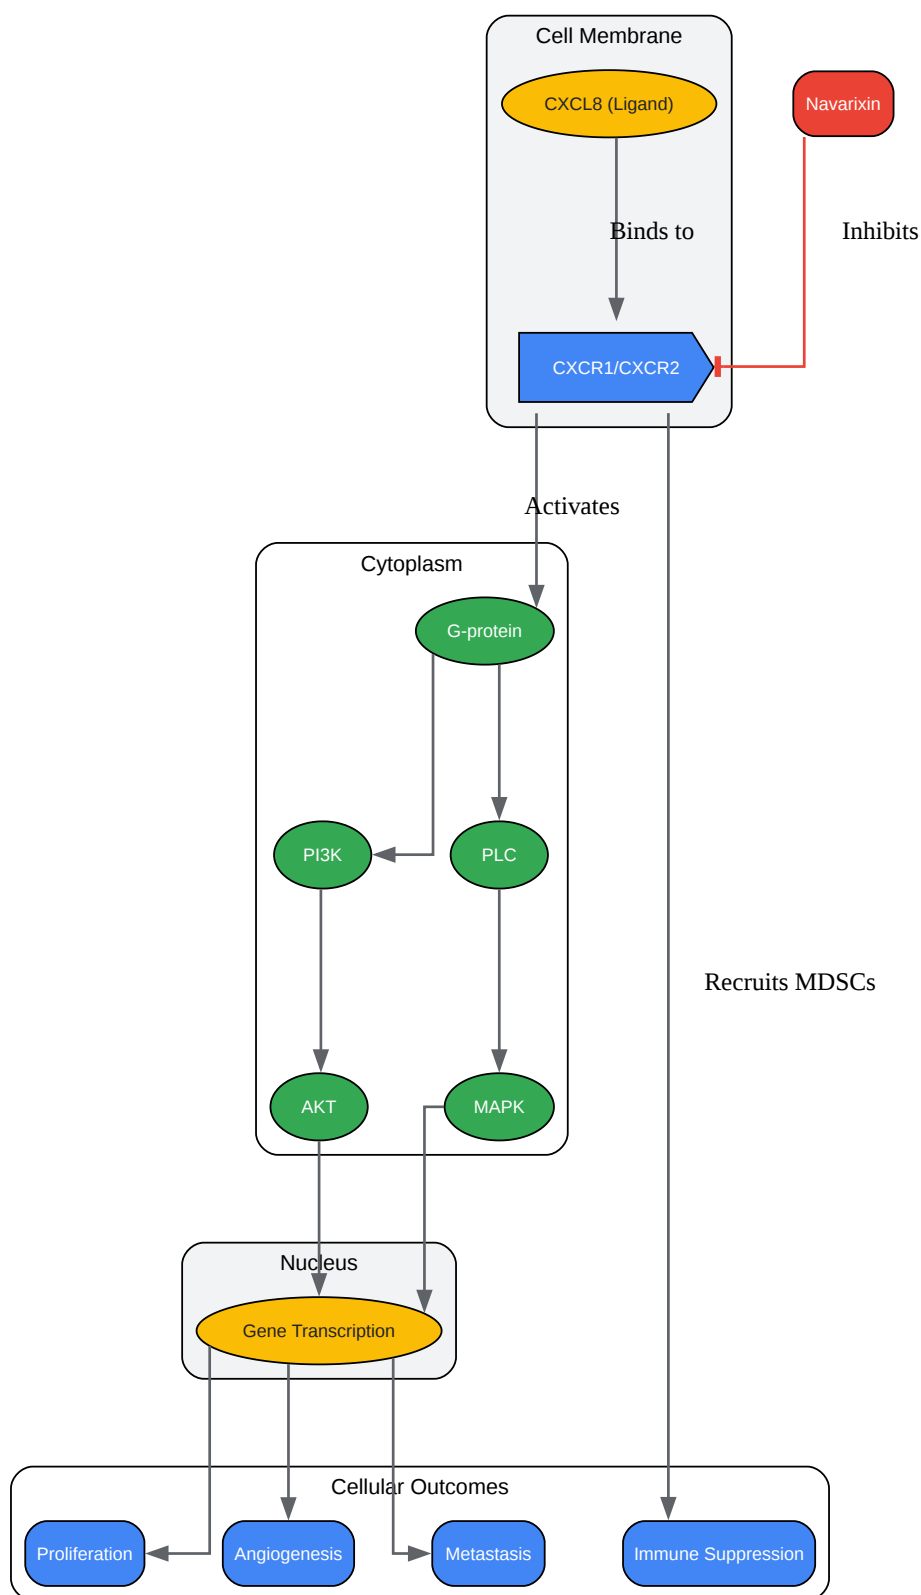 Cell Membrane
CXCL8 (Ligand)
Navarixin
Binds to
Inhibits
CXCR1/CXCR2
Activates
Cytoplasm
G-protein
PI3K
PLC
Recruits MDSCs
AKT
MAPK
Nucleus
Gene Transcription
Cellular Outcomes
Proliferation
Angiogenesis
Metastasis
Immune Suppression